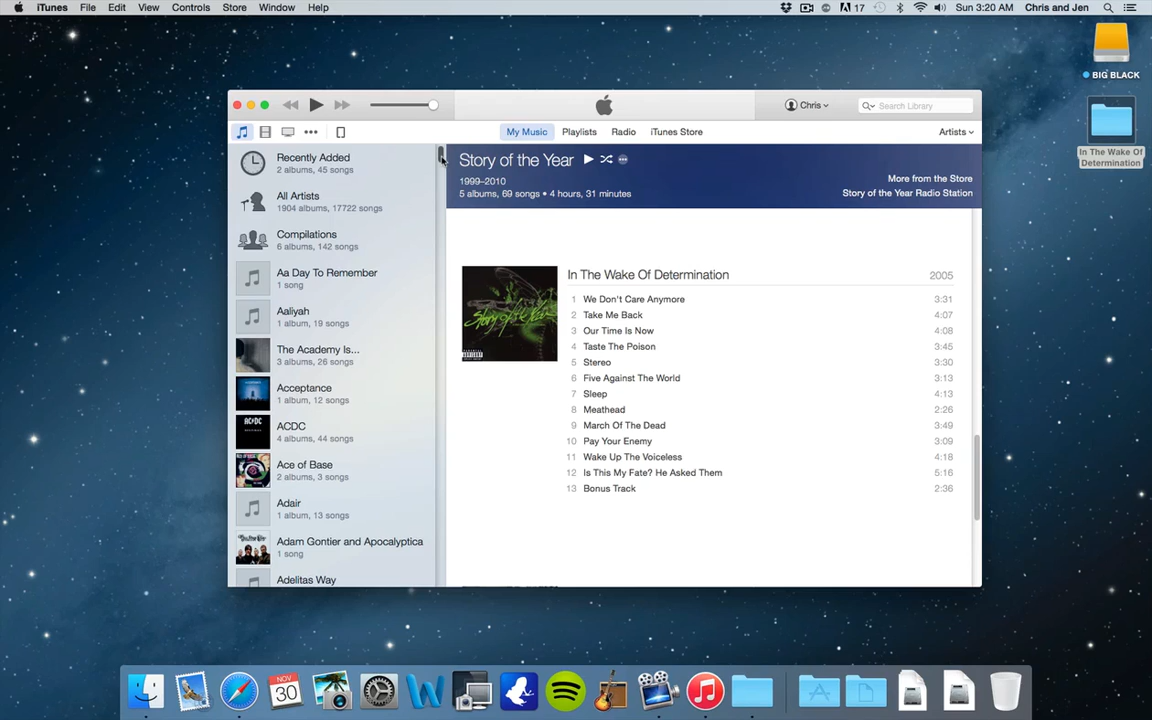 iTunes File Edit View Controls Store Window Help
17 Sun 3:20 AM Chris and Jen
BIG BLACK
In The Wake Of
Determination
Chris
Search Library
My Music Playlists Radio iTunes Store
Artists
Recently Added
2 albums, 45 songs
All Artists
1904 albums, 17722 songs
Compilations
6 albums, 142 songs
Aa Day To Remember
1 song
Aaliyah
1 album, 19 songs
The Academy Is...
3 albums, 26 songs
Acceptance
1 album, 12 songs
ACDC
4 albums, 44 songs
Ace of Base
2 albums, 3 songs
Adair
1 album, 13 songs
Adam Gontier and Apocalyptica
1 song
Adelitas Way
Story of the Year
1999–2010
5 albums, 69 songs • 4 hours, 31 minutes
More from the Store
Story of the Year Radio Station
In The Wake Of Determination 2005
1 We Don't Care Anymore 3:31
2 Take Me Back 4:07
3 Our Time Is Now 4:08
4 Taste The Poison 3:45
5 Stereo 3:30
6 Five Against The World 3:13
7 Sleep 4:13
8 Meathead 2:26
9 March Of The Dead 3:49
10 Pay Your Enemy 3:09
11 Wake Up The Voiceless 4:18
12 Is This My Fate? He Asked Them 5:16
13 Bonus Track 2:36
NOV
30